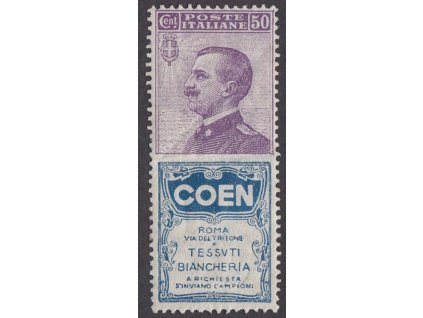 Cent. POSTE ITALIANE 50
COEN
ROMA
VIA DEL TRITONE
TESSVTI
BIANCHERIA
A RICHIESTA
S'INVIANO CAMPIONI